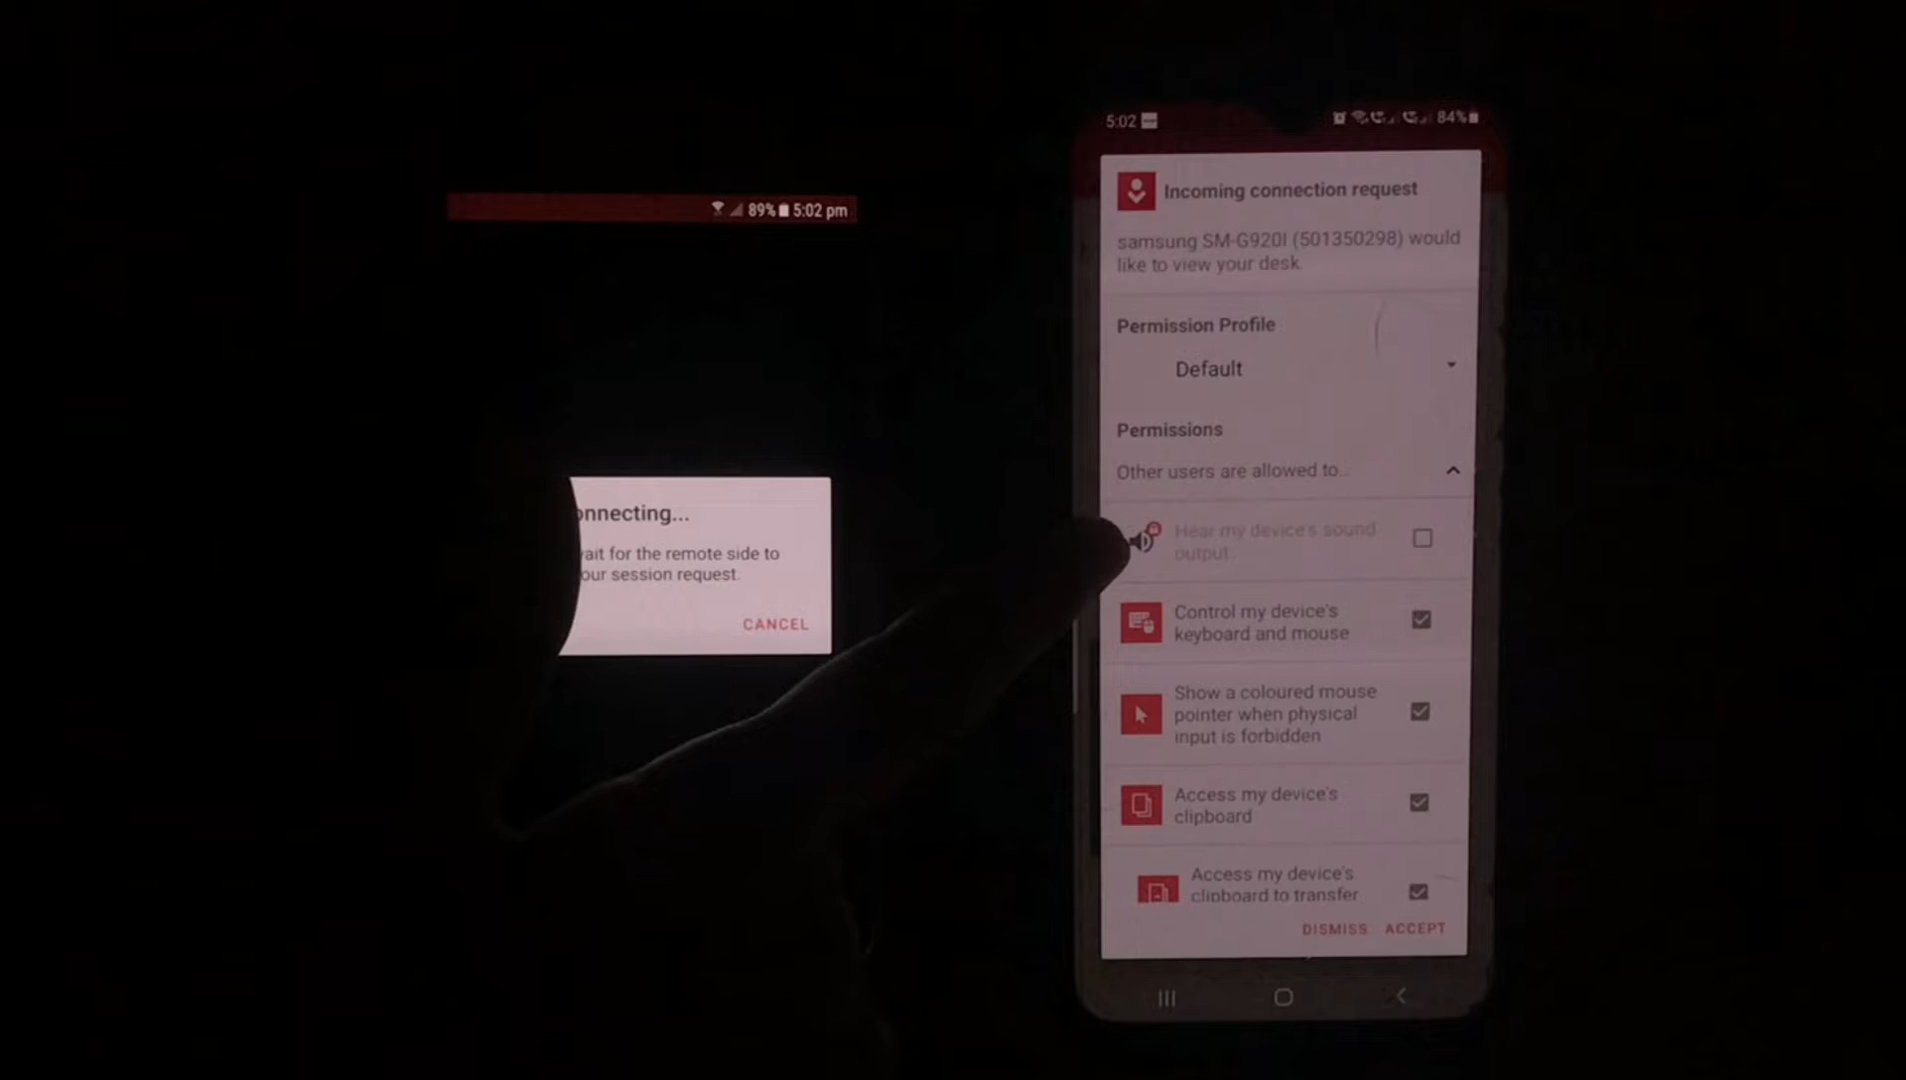 89% 5:02 pm
onnecting...
ait for the remote side to
our session request.
CANCEL
5:02
84%
Incoming connection request
samsung SM-G920I (501350298) would
like to view your desk.
Permission Profile
Default
Permissions
Other users are allowed to...
Hear my device's sound
output
Control my device's
keyboard and mouse
Show a coloured mouse
pointer when physical
input is forbidden
Access my device's
clipboard
Access my device's
clipboard to transfer
DISMISS ACCEPT